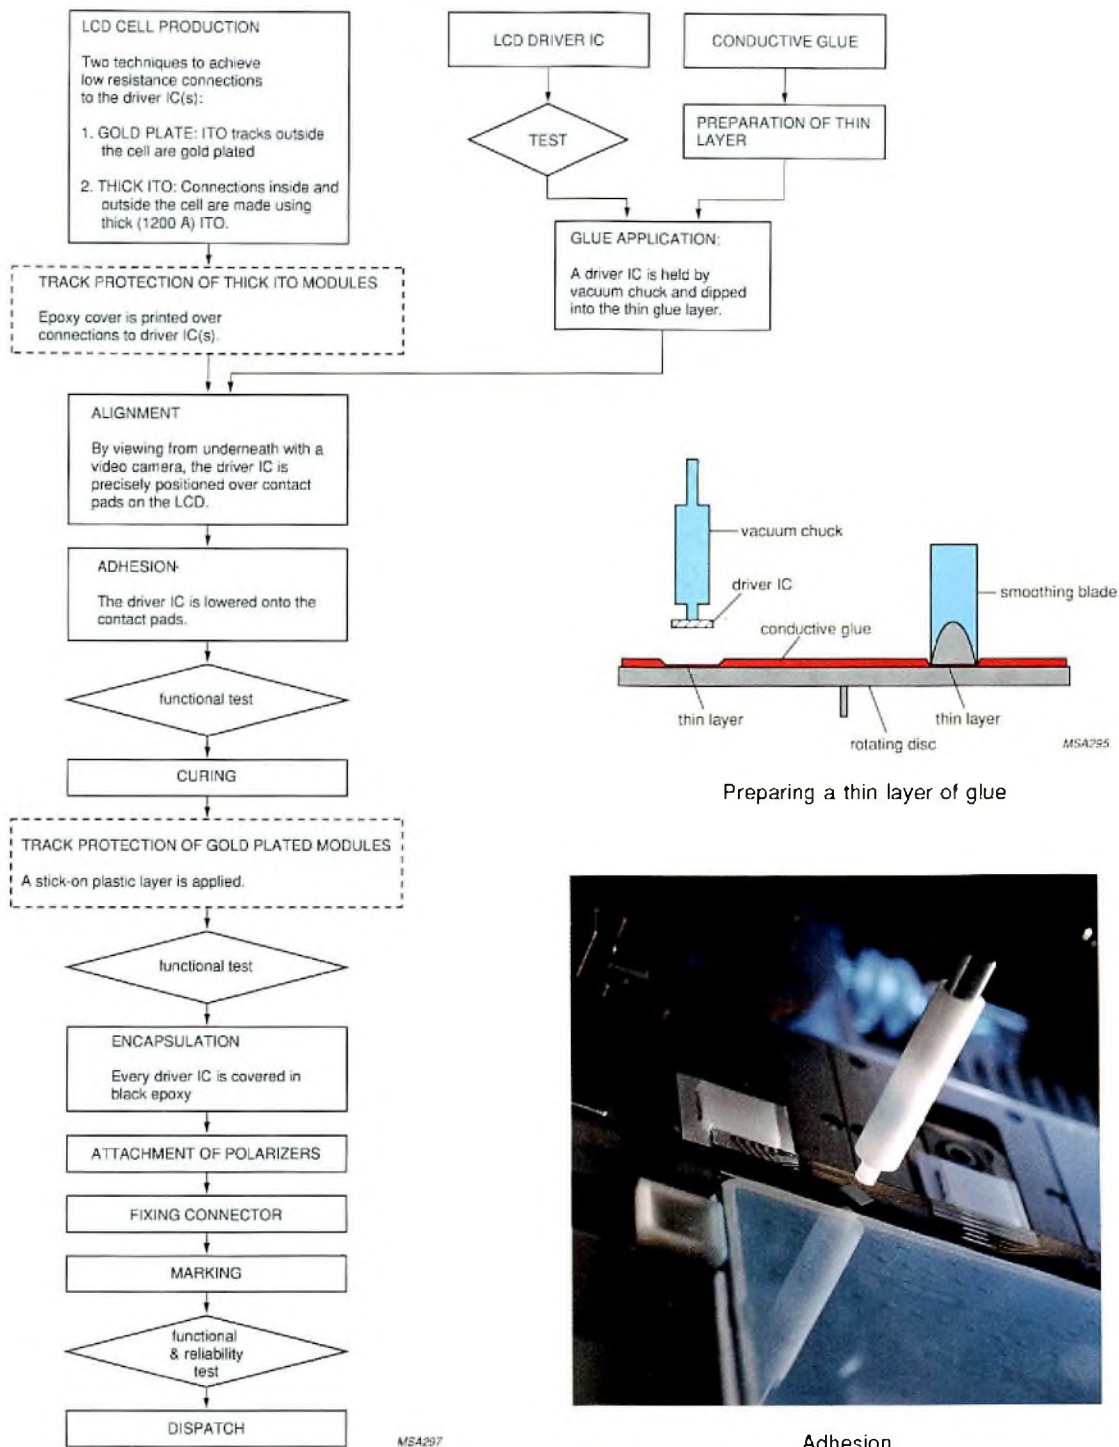 LCD CELL PRODUCTION
Two techniques to achieve
low resistance connections
to the driver IC(s):
1. GOLD PLATE: ITO tracks outside
the cell are gold plated
2. THICK ITO: Connections inside and
outside the cell are made using
thick (1200 A) ITO.
LCD DRIVER IC
CONDUCTIVE GLUE
TEST
PREPARATION OF THIN
LAYER
GLUE APPLICATION:
A driver IC is held by
vacuum chuck and dipped
into the thin glue layer.
TRACK PROTECTION OF THICK ITO MODULES
Epoxy cover is printed over
connections to driver IC(s).
ALIGNMENT
By viewing from underneath with a
video camera, the driver IC is
precisely positioned over contact
pads on the LCD.
ADHESION
The driver IC is lowered onto the
contact pads.
functional test
CURING
TRACK PROTECTION OF GOLD PLATED MODULES
A stick-on plastic layer is applied.
functional test
ENCAPSULATION
Every driver IC is covered in
black epoxy
ATTACHMENT OF POLARIZERS
FIXING CONNECTOR
MARKING
functional
& reliability
test
DISPATCH
MSA297
vacuum chuck
driver IC
smoothing blade
conductive glue
thin layer
thin layer
rotating disc
MSA295
Preparing a thin layer of glue
Adhesion